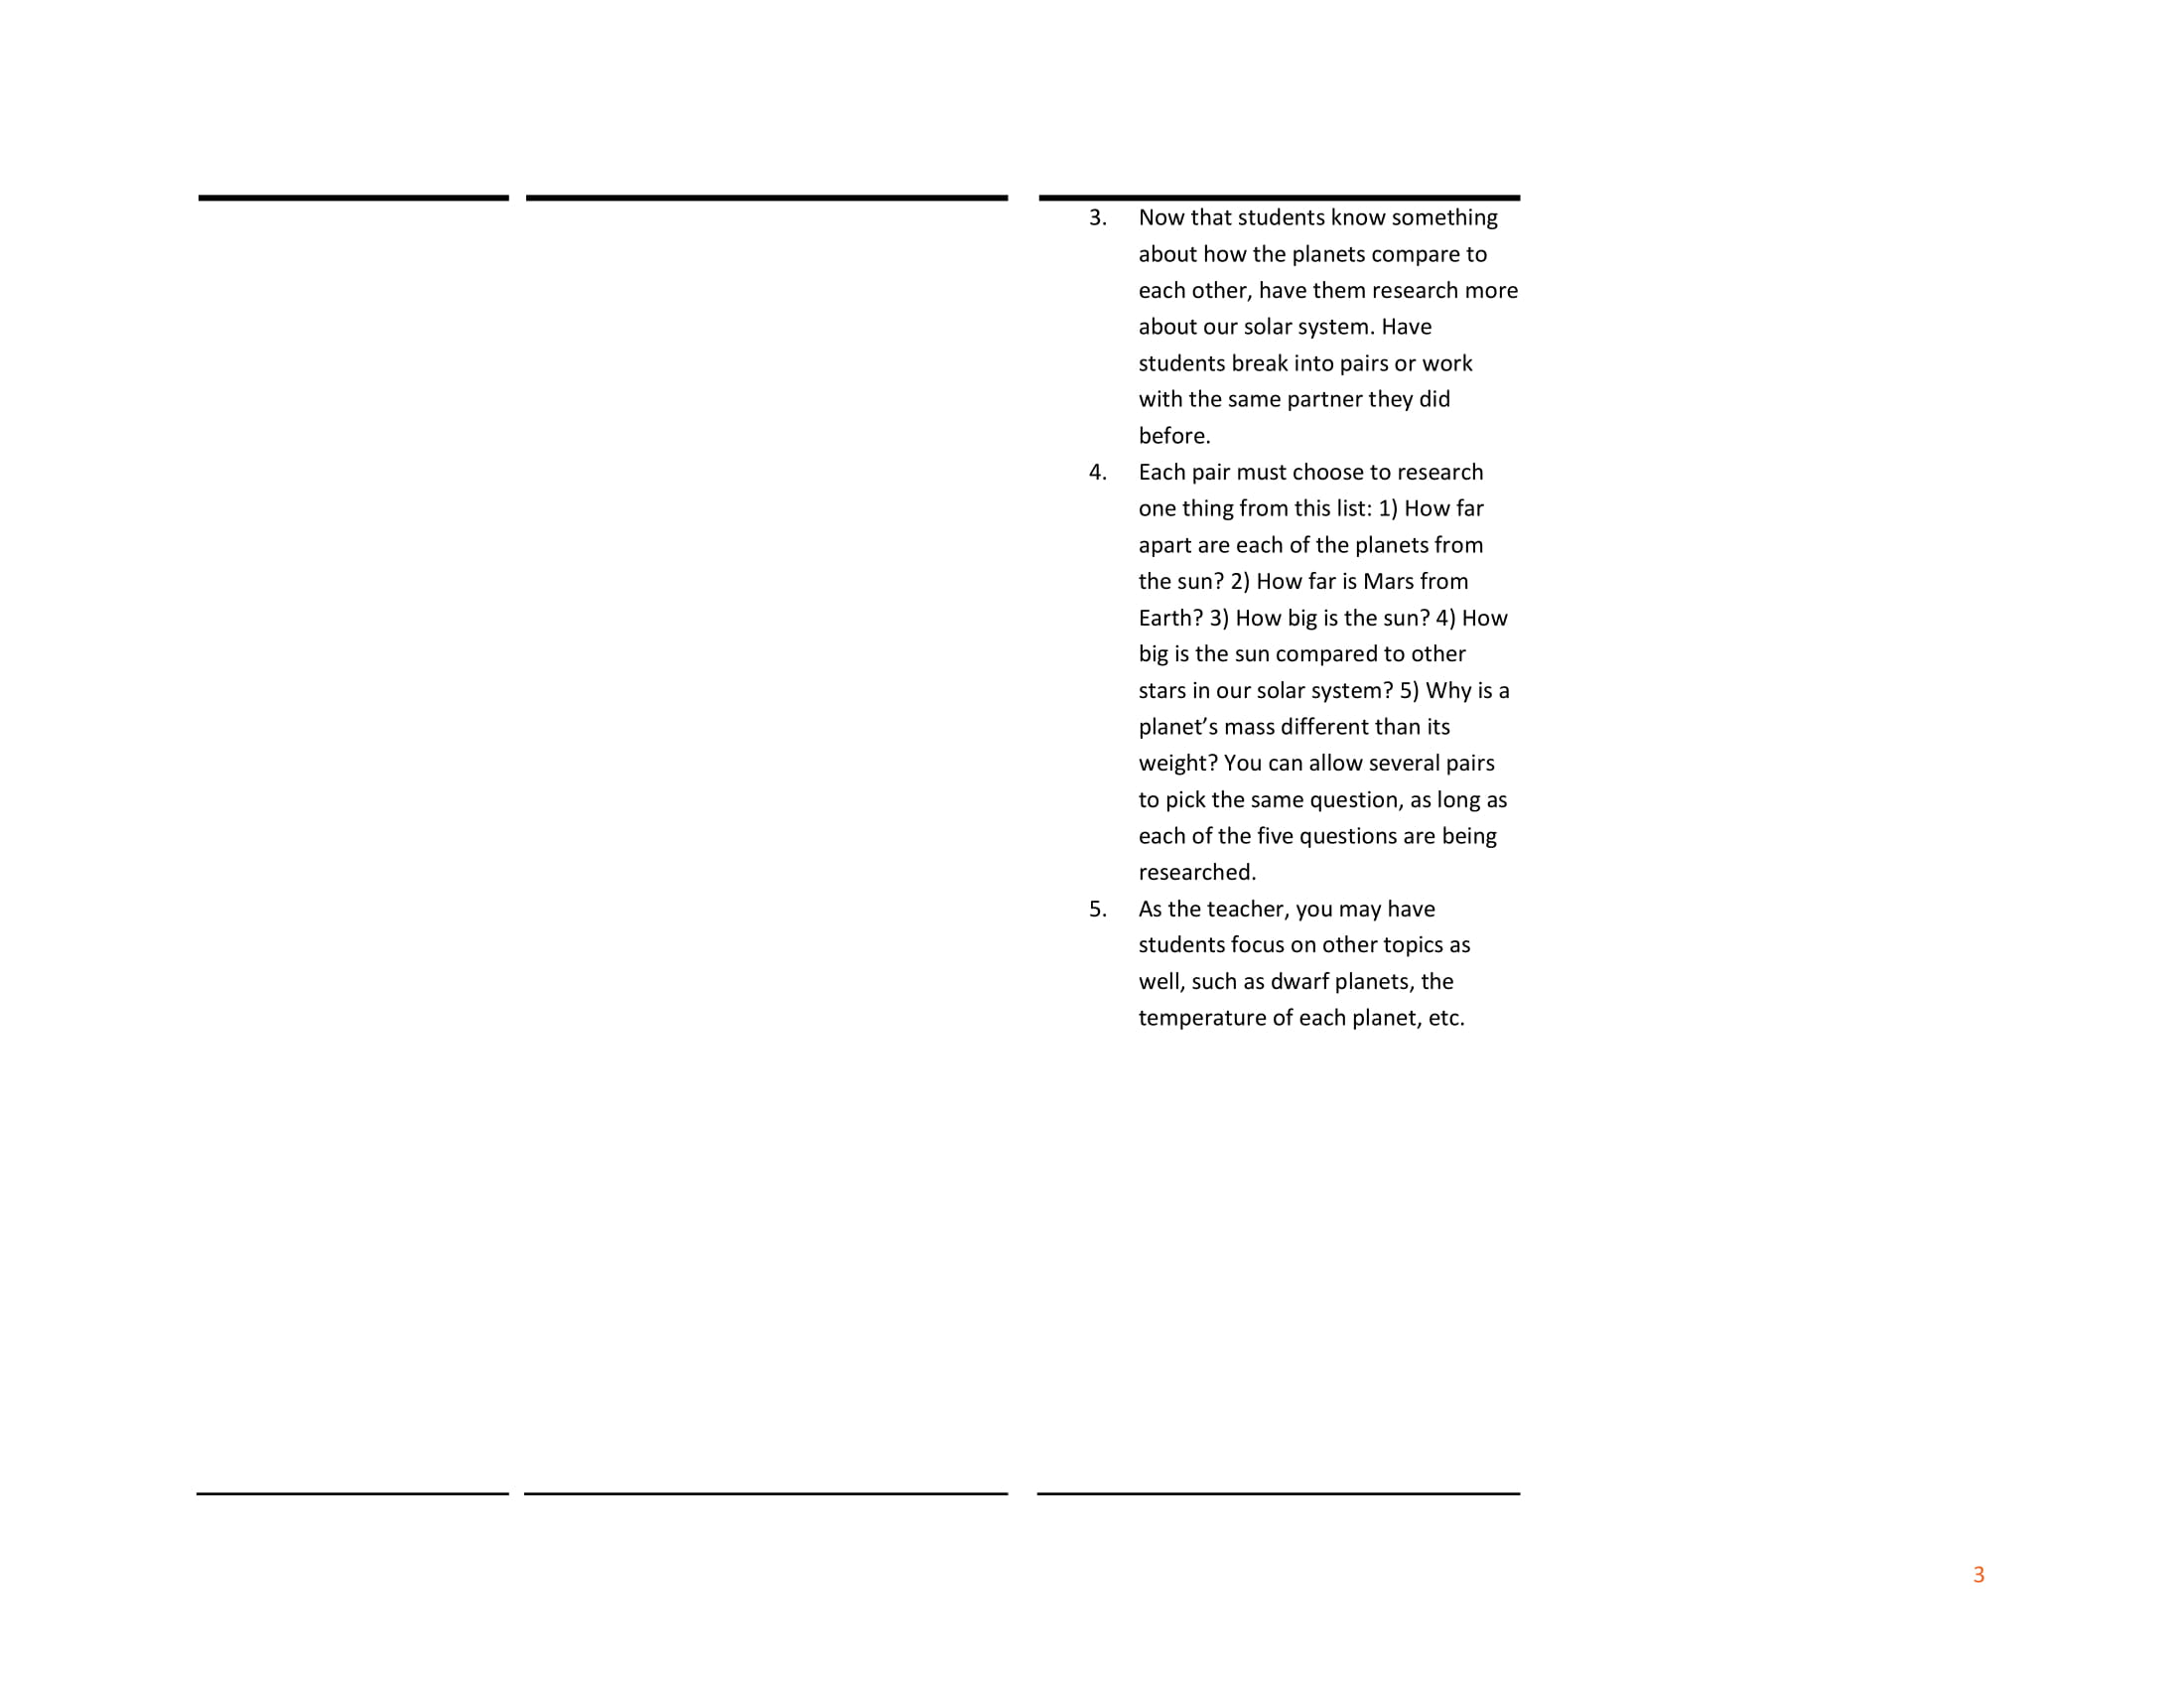 3. Now that students know something
about how the planets compare to
each other, have them research more
about our solar system. Have
students break into pairs or work
with the same partner they did
before.
4. Each pair must choose to research
one thing from this list: 1) How far
apart are each of the planets from
the sun? 2) How far is Mars from
Earth? 3) How big is the sun? 4) How
big is the sun compared to other
stars in our solar system? 5) Why is a
planet’s mass different than its
weight? You can allow several pairs
to pick the same question, as long as
each of the five questions are being
researched.
5. As the teacher, you may have
students focus on other topics as
well, such as dwarf planets, the
temperature of each planet, etc.
3